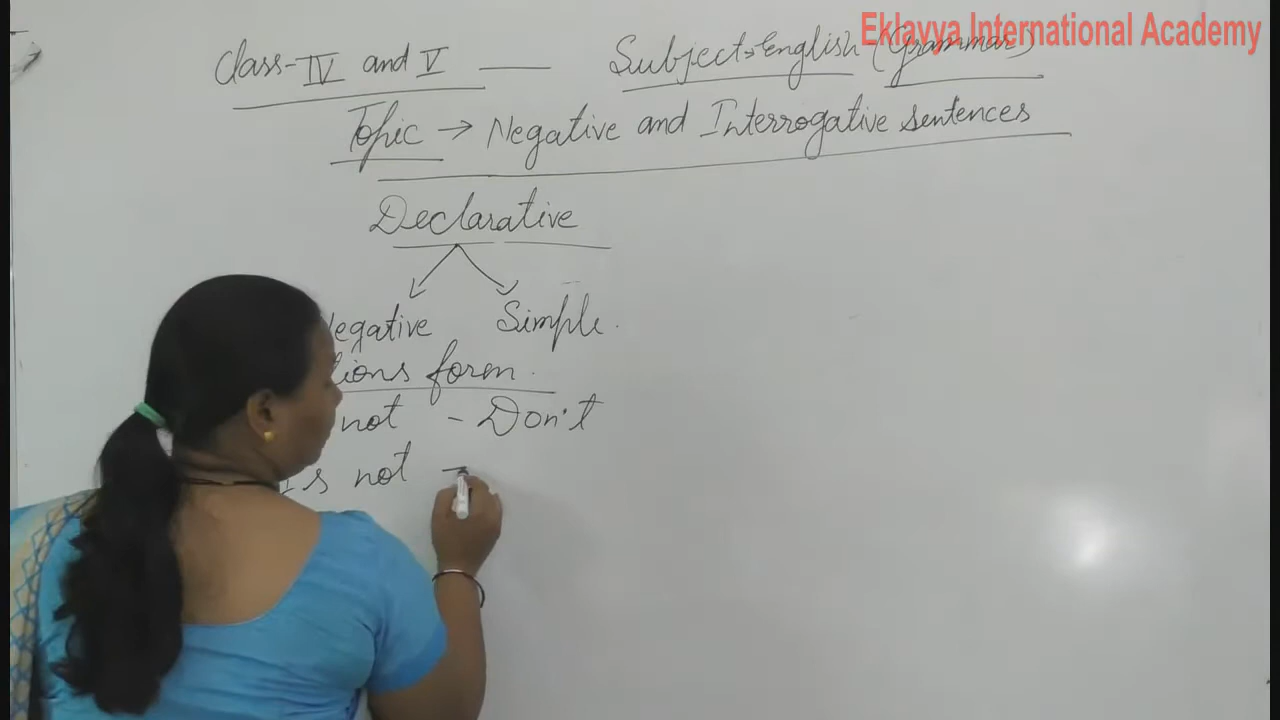 Eklavya International Academy
Class-IV and V — Subject→English (Grammar)
Topic → Negative and Interrogative sentences
Declarative
Negative Simple.
form.
not - Don't
Is not -